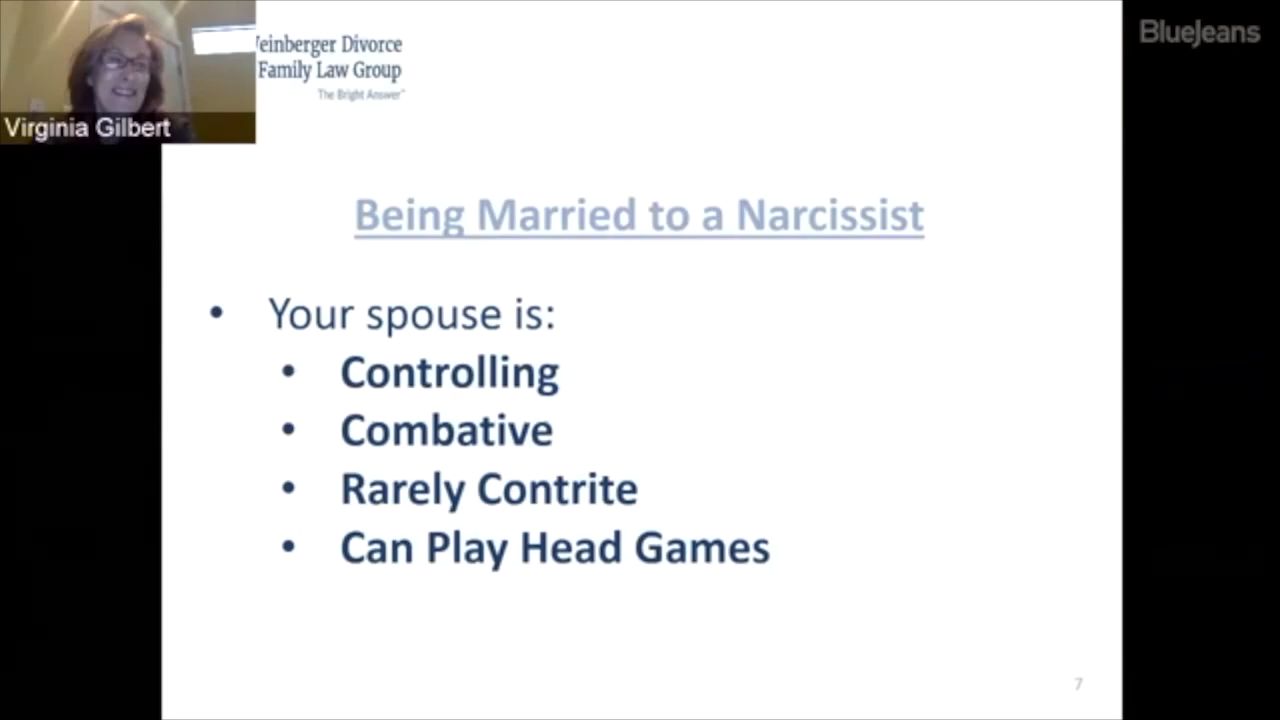 einberger Divorce
Family Law Group
The Bright Answer™
BlueJeans
Virginia Gilbert
Being Married to a Narcissist
• Your spouse is:
• Controlling
• Combative
• Rarely Contrite
• Can Play Head Games
7